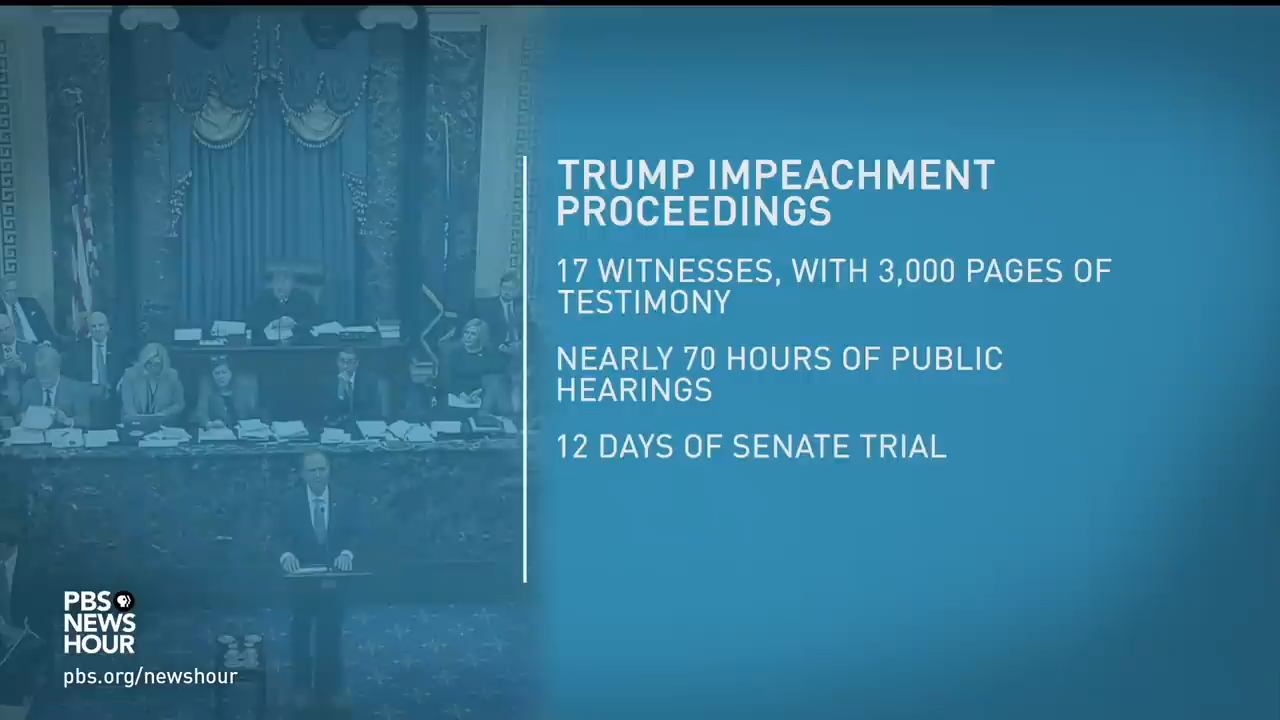 TRUMP IMPEACHMENT
PROCEEDINGS
17 WITNESSES, WITH 3,000 PAGES OF
TESTIMONY
NEARLY 70 HOURS OF PUBLIC
HEARINGS
12 DAYS OF SENATE TRIAL
PBS
NEWS
HOUR
pbs.org/newshour